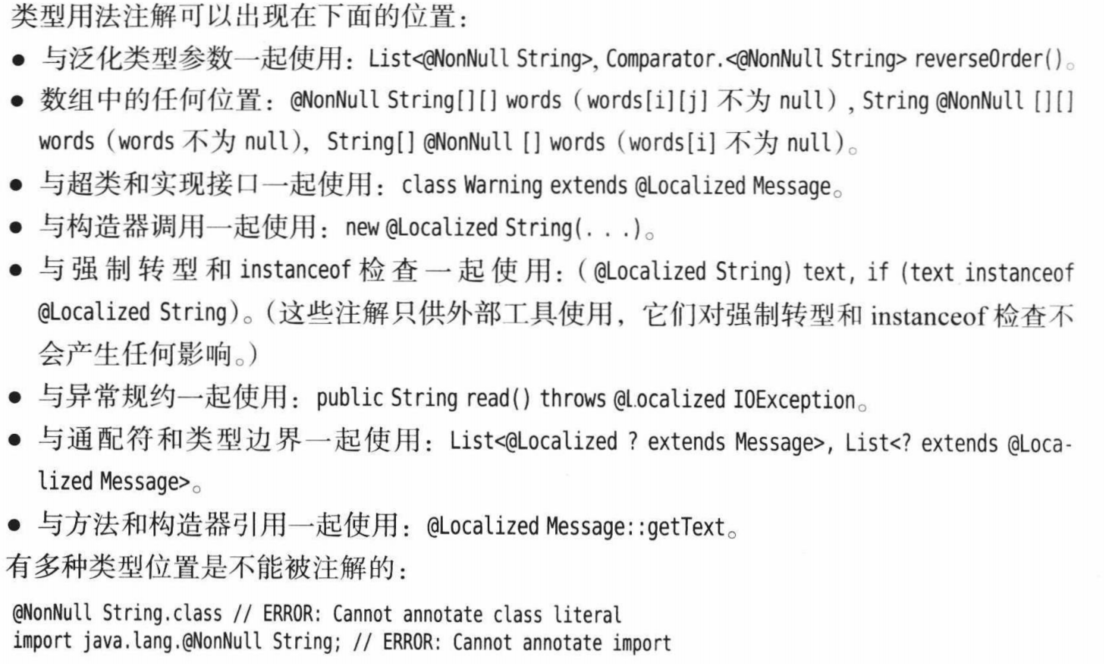 类型用法注解可以出现在下面的位置：
● 与泛化类型参数一起使用：List<@NonNull String>, Comparator.<@NonNull String> reverseOrder()。
● 数组中的任何位置：@NonNull String[][] words（words[i][j] 不为 null）, String @NonNull [][]
words（words 不为 null），String[] @NonNull [] words（words[i] 不为 null）。
● 与超类和实现接口一起使用：class Warning extends @Localized Message。
● 与构造器调用一起使用：new @Localized String(. . .)。
● 与强制转型和 instanceof 检查一起使用：( @Localized String) text, if (text instanceof
@Localized String)。（这些注解只供外部工具使用，它们对强制转型和 instanceof 检查不
会产生任何影响。）
● 与异常规约一起使用：public String read() throws @Localized IOException。
● 与通配符和类型边界一起使用：List<@Localized ? extends Message>, List<? extends @Loca-
lized Message>。
● 与方法和构造器引用一起使用：@Localized Message::getText。
有多种类型位置是不能被注解的：
@NonNull String.class // ERROR: Cannot annotate class literal
import java.lang.@NonNull String; // ERROR: Cannot annotate import